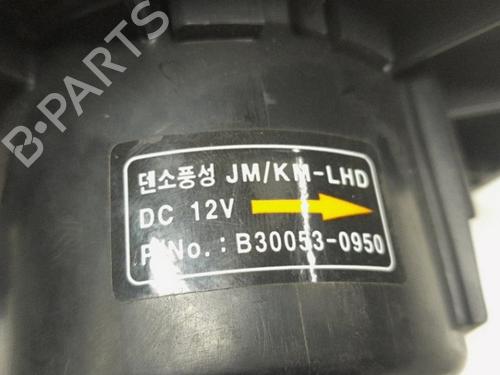 덴소풍성 JM/KM-LHD
DC 12V
P/No. : B30053-0950
B-PARTS